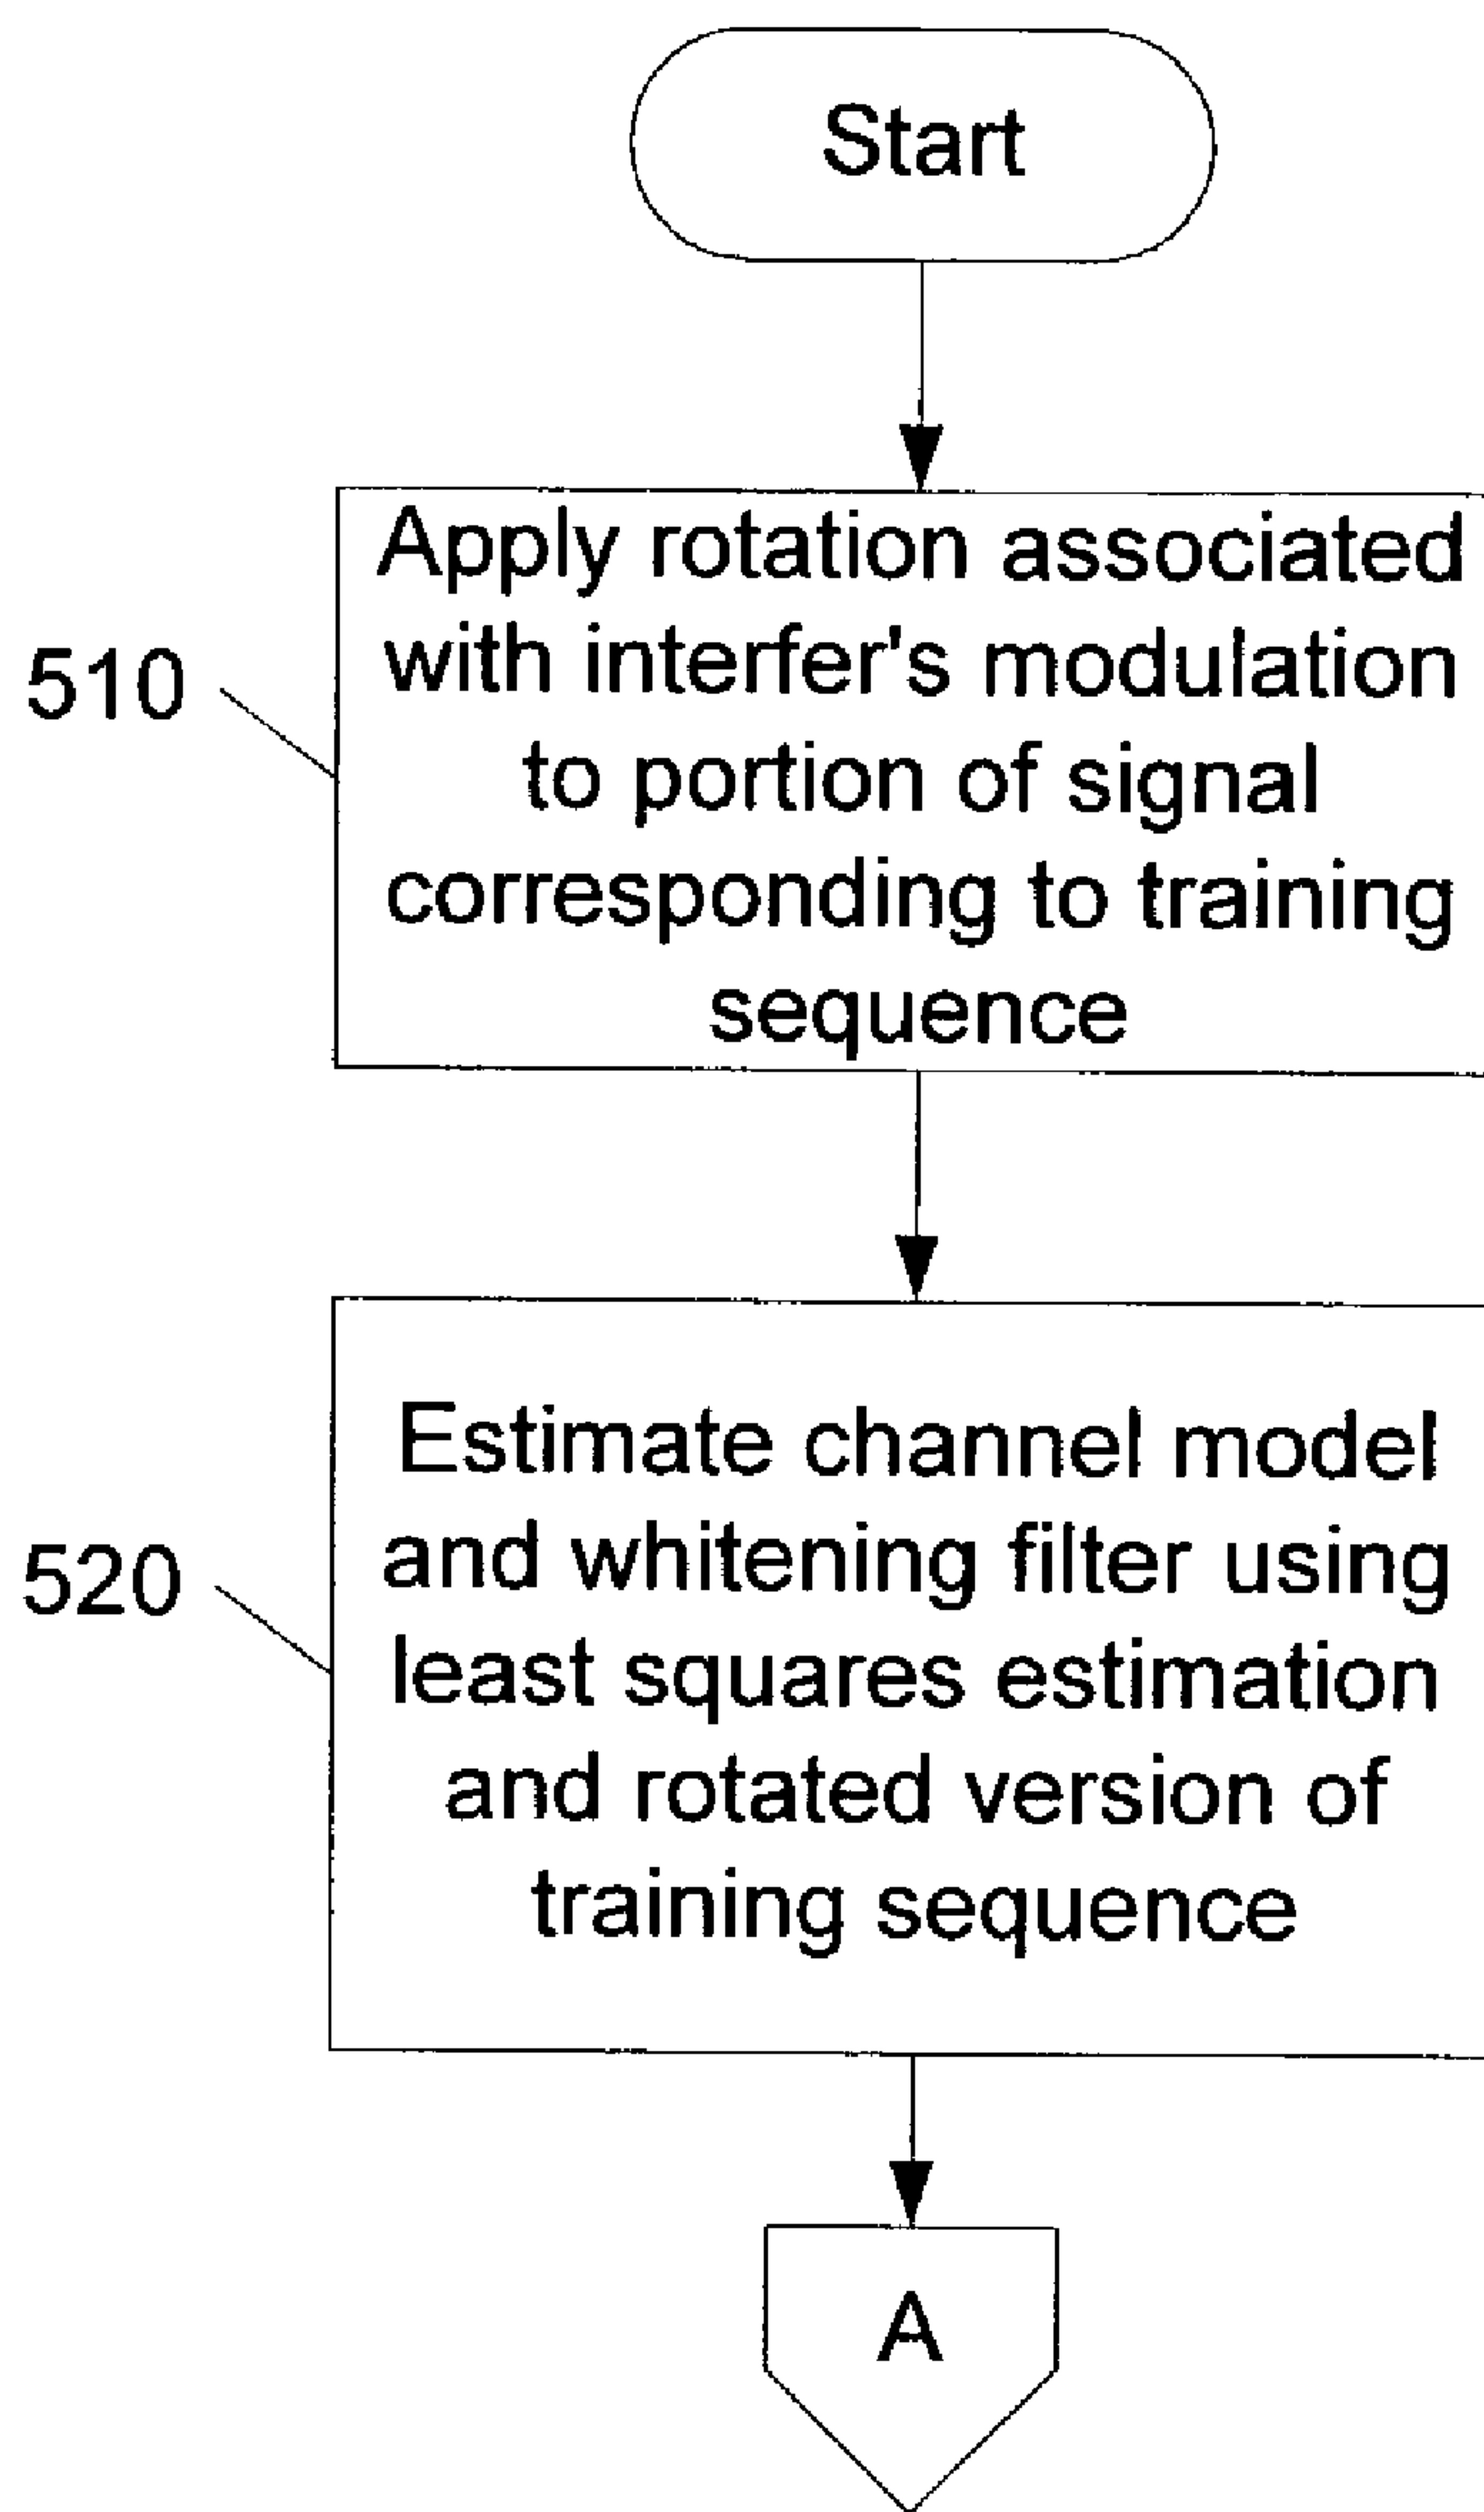 Start
510
Apply rotation associated
with interfer's modulation
to portion of signal
corresponding to training
sequence
520
Estimate channel model
and whitening filter using
least squares estimation
and rotated version of
training sequence
A